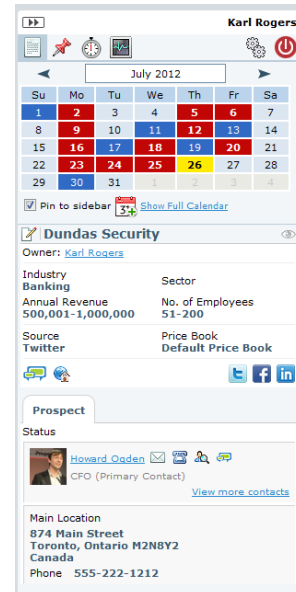 Karl Rogers
July 2012
Su Mo Tu We Th Fr Sa
1 2 3 4 5 6 7
8 9 10 11 12 13 14
15 16 17 18 19 20 21
22 23 24 25 26 27 28
29 30 31 1 2 3 4
Pin to sidebar Show Full Calendar
Dundas Security
Owner: Karl Rogers
Industry
Banking
Sector
Annual Revenue No. of Employees
500,001-1,000,000 51-200
Source Price Book
Twitter Default Price Book
Prospect
Status
Howard Ogden
CFO (Primary Contact)
View more contacts
Main Location
874 Main Street
Toronto, Ontario M2N8Y2
Canada
Phone 555-222-1212